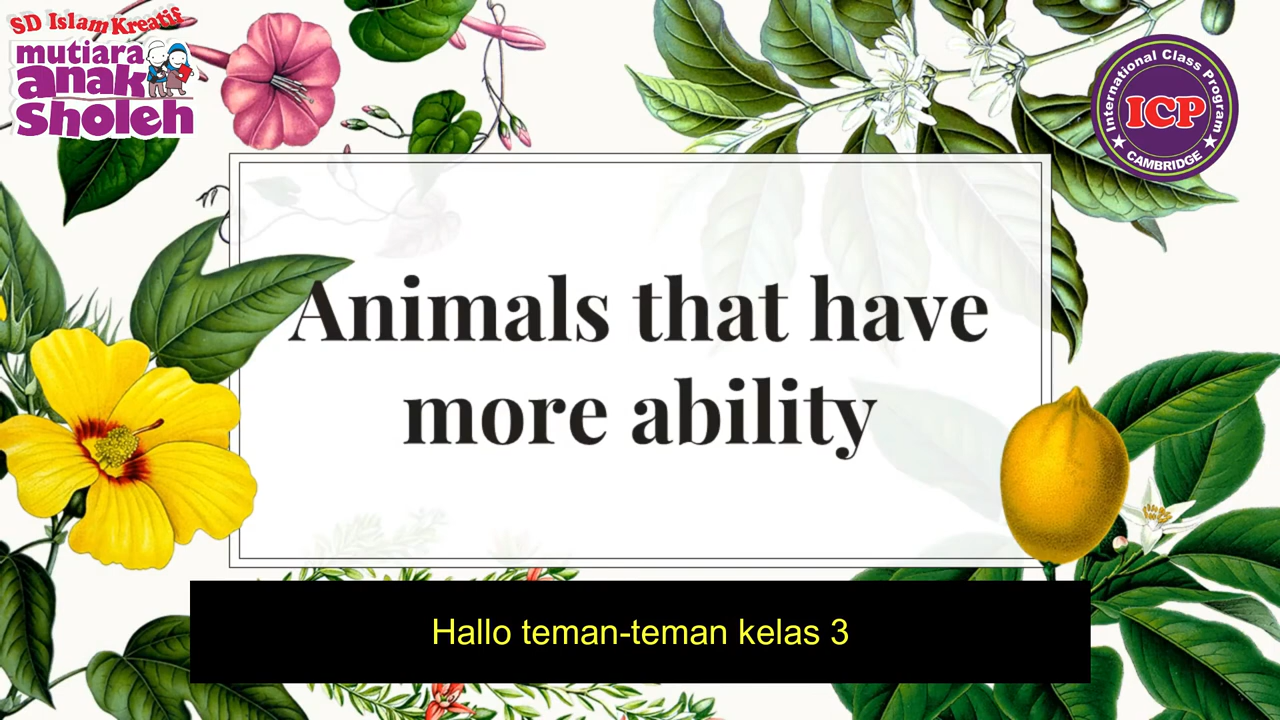 SD Islam Kreatif
mutiara
anak
sholeh
International Class Program
ICP
CAMBRIDGE
Animals that have
more ability
Hallo teman-teman kelas 3